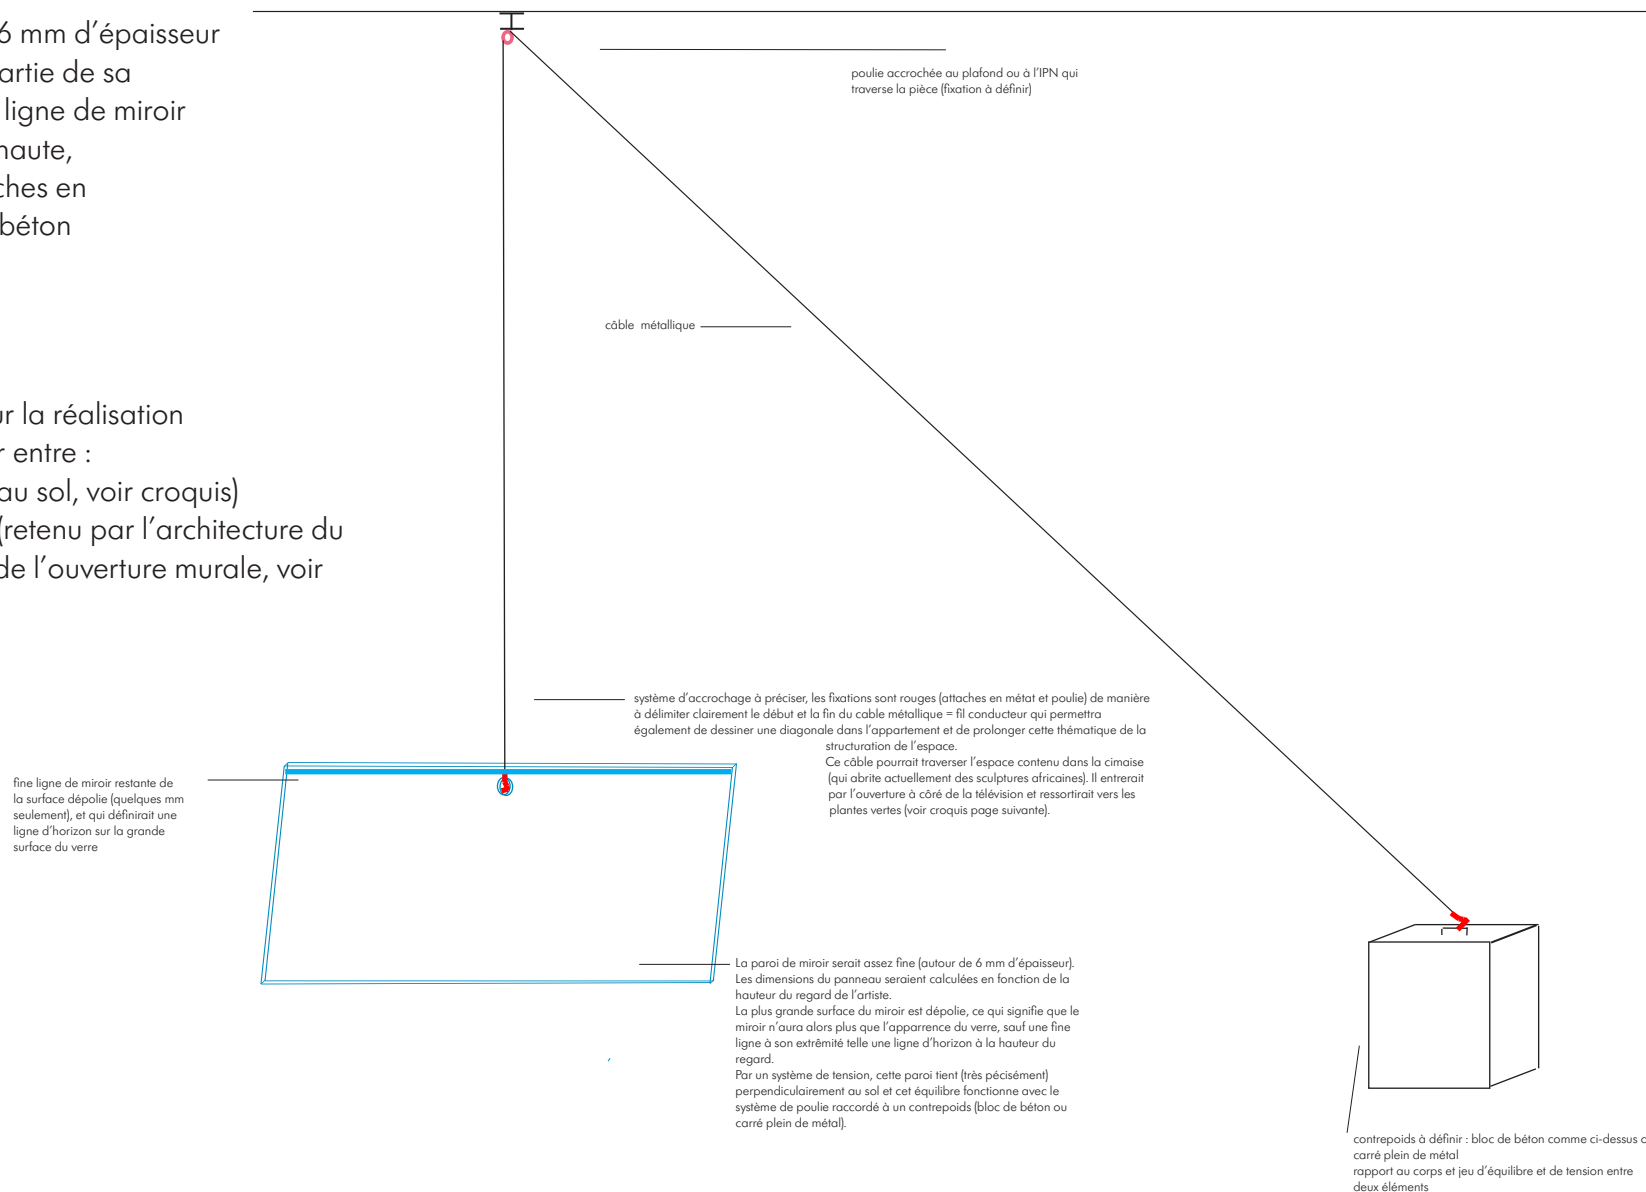 6 mm d’épaisseur
artie de sa
ligne de miroir
haute,
ches en
béton
ur la réalisation
r entre :
au sol, voir croquis)
(retenu par l’architecture du
de l’ouverture murale, voir
poulie accrochée au plafond ou à l’IPN qui
traverse la pièce (fixation à définir)
câble métallique
système d’accrochage à préciser, les fixations sont rouges (attaches en métat et poulie) de manière
à délimiter clairement le début et la fin du cable métallique = fil conducteur qui permettra
également de dessiner une diagonale dans l’appartement et de prolonger cette thématique de la
structuration de l’espace.
Ce câble pourrait traverser l’espace contenu dans la cimaise
(qui abrite actuellement des sculptures africaines). Il entrerait
par l’ouverture à côré de la télévision et ressortirait vers les
plantes vertes (voir croquis page suivante).
fine ligne de miroir restante de
la surface dépolie (quelques mm
seulement), et qui définirait une
ligne d’horizon sur la grande
surface du verre
La paroi de miroir serait assez fine (autour de 6 mm d’épaisseur).
Les dimensions du panneau seraient calculées en fonction de la
hauteur du regard de l’artiste.
La plus grande surface du miroir est dépolie, ce qui signifie que le
miroir n’aura alors plus que l’apparrence du verre, sauf une fine
ligne à son extrêmité telle une ligne d’horizon à la hauteur du
regard.
Par un système de tension, cette paroi tient (très pécisément)
perpendiculairement au sol et cet équilibre fonctionne avec le
système de poulie raccordé à un contrepoids (bloc de béton ou
carré plein de métal).
contrepoids à définir : bloc de béton comme ci-dessus o
carré plein de métal
rapport au corps et jeu d’équilibre et de tension entre
deux éléments